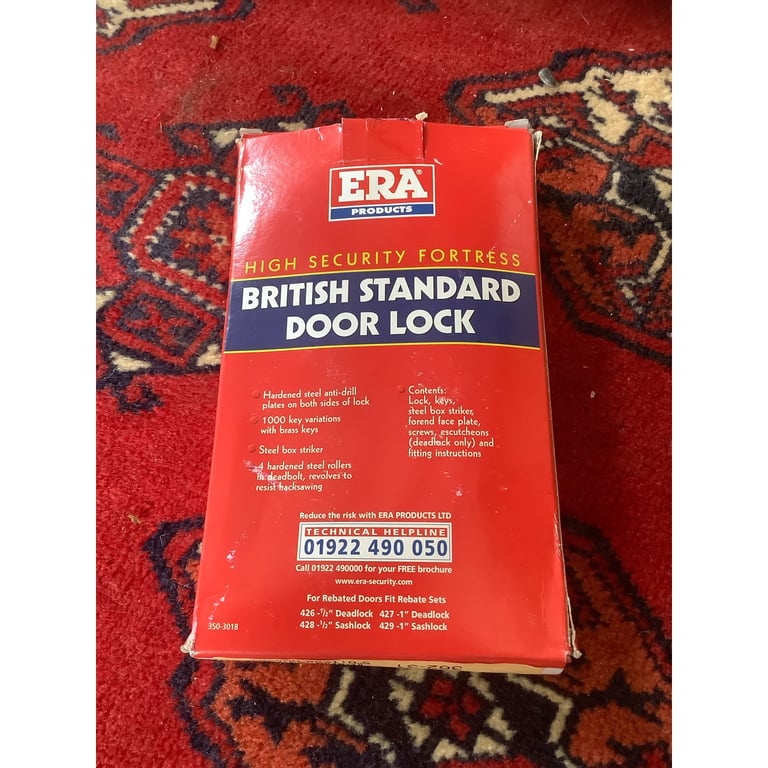 ERA®
PRODUCTS
HIGH SECURITY FORTRESS
BRITISH STANDARD
DOOR LOCK
Hardened steel anti-drill
plates on both sides of lock
1000 key variations
with brass keys
Steel box striker
4 hardened steel rollers
in deadbolt, revolves to
resist hacksawing
Contents:
Lock, keys,
steel box striker,
forend face plate,
screws, escutcheons
(deadlock only) and
fitting instructions
Reduce the risk with ERA PRODUCTS LTD
TECHNICAL HELPLINE
01922 490 050
Call 01922 490000 for your FREE brochure
www.era-security.com
For Rebated Doors Fit Rebate Sets
426 -1/2" Deadlock 427 -1" Deadlock
428 -1/2" Sashlock 429 -1" Sashlock
350-3018